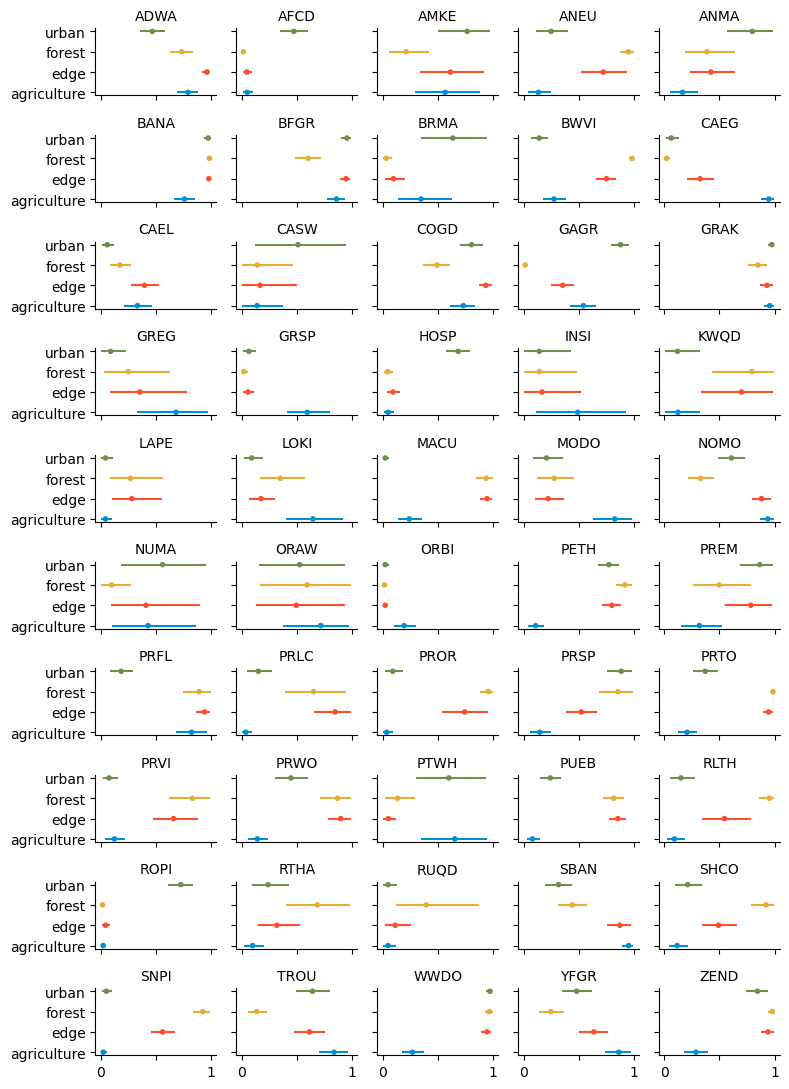 ADWA AFCD AMKE ANEU ANMA
urban
forest
edge
agriculture
BANA BFGR BRMA BWVI CAEG
urban
forest
edge
agriculture
CAEL CASW COGD GAGR GRAK
urban
forest
edge
agriculture
GREG GRSP HOSP INSI KWQD
urban
forest
edge
agriculture
LAPE LOKI MACU MODO NOMO
urban
forest
edge
agriculture
NUMA ORAW ORBI PETH PREM
urban
forest
edge
agriculture
PRFL PRLC PROR PRSP PRTO
urban
forest
edge
agriculture
PRVI PRWO PTWH PUEB RLTH
urban
forest
edge
agriculture
ROPI RTHA RUQD SBAN SHCO
urban
forest
edge
agriculture
SNPI TROU WWDO YFGR ZEND
urban
forest
edge
agriculture
0 1 0 1 0 1 0 1 0 1